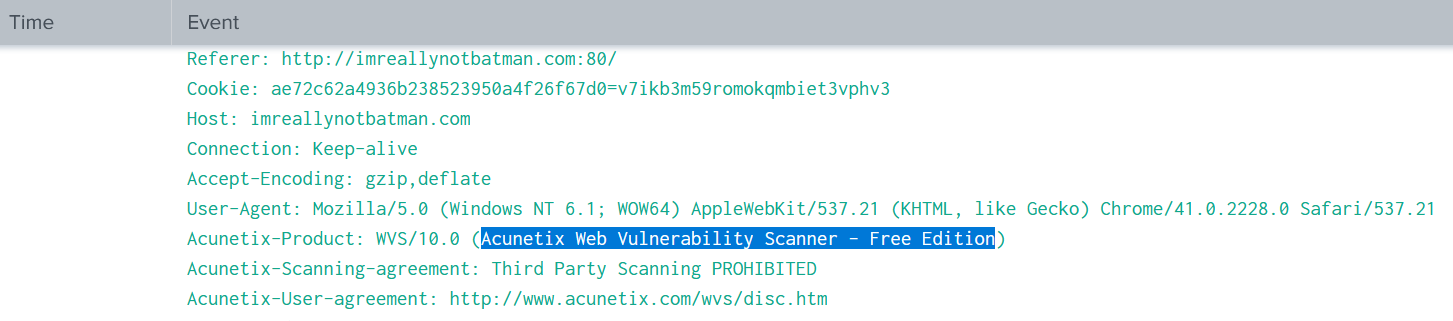 Time Event
Referer: http://imreallynotbatman.com:80/
Cookie: ae72c62a4936b238523950a4f26f67d0=v7ikb3m59romokqmbiet3vphv3
Host: imreallynotbatman.com
Connection: Keep-alive
Accept-Encoding: gzip,deflate
User-Agent: Mozilla/5.0 (Windows NT 6.1; WOW64) AppleWebKit/537.21 (KHTML, like Gecko) Chrome/41.0.2228.0 Safari/537.21
Acunetix-Product: WVS/10.0 (Acunetix Web Vulnerability Scanner - Free Edition)
Acunetix-Scanning-agreement: Third Party Scanning PROHIBITED
Acunetix-User-agreement: http://www.acunetix.com/wvs/disc.htm